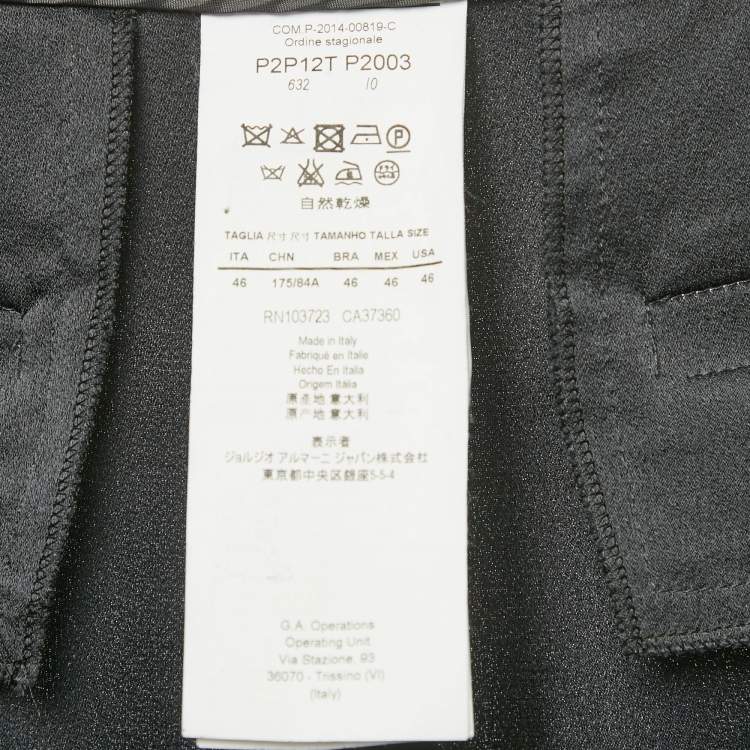 COM.P-2014-00819-C
Ordine stagionale
P2P12T P2003
632 10
自然乾燥
TAGLIA 尺寸 尺寸 TAMANHO TALLA SIZE
ITA CHN BRA MEX USA
46 175/84A 46 46 46
RN103723 CA37360
Made in Italy
Fabriqué en Italie
Hecho En Italia
Origem Itália
原產地意大利
原产地意大利
表示者
ジョルジオ アルマーニ ジャパン株式会社
東京都中央区銀座5-5-4
G.A. Operations
Operating Unit
Via Stazione, 93
36070 - Trissino (VI)
(Italy)